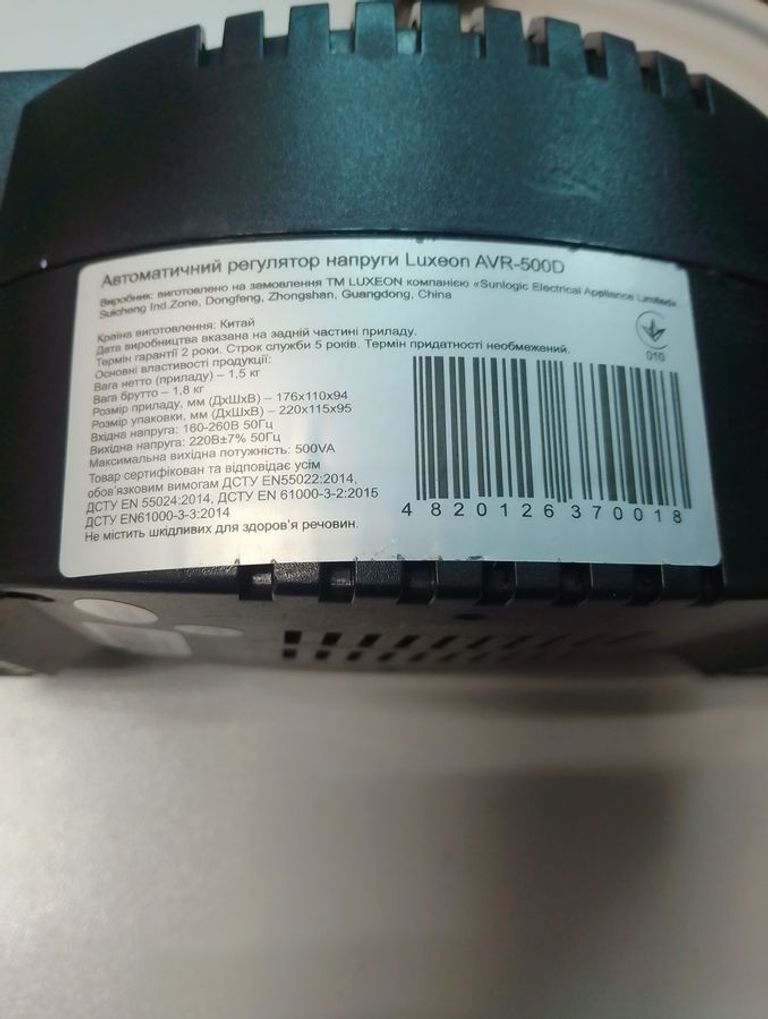 Автоматичний регулятор напруги Luxeon AVR-500D
Виробник: виготовлено на замовлення ТМ LUXEON компанією «Sunlogic Electrical Appliance Limited»
Suicheng Ind.Zone, Dongfeng, Zhongshan, Guangdong, China
Країна виготовлення: Китай
Дата виробництва вказана на задній частині приладу.
Термін гарантії 2 роки. Строк служби 5 років. Термін придатності необмежений.
Основні властивості продукції:
Вага нетто (приладу) – 1,5 кг
Вага брутто – 1,8 кг
Розмір приладу, мм (ДхШхВ) – 176х110х94
Розмір упаковки, мм (ДхШхВ) – 220х115х95
Вхідна напруга: 160-260В 50Гц
Вихідна напруга: 220В±7% 50Гц
Максимальна вихідна потужність: 500VA
Товар сертифікован та відповідає усім
обов'язковим вимогам ДСТУ EN55022:2014,
ДСТУ EN 55024:2014, ДСТУ EN 61000-3-2:2015
ДСТУ EN61000-3-3:2014
Не містить шкідливих для здоров'я речовин.
010
4820126370018